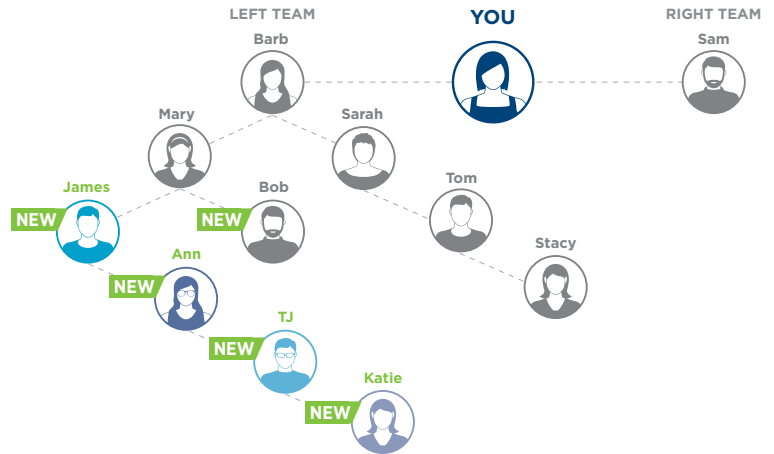 LEFT TEAM
YOU
RIGHT TEAM
Barb
Sam
Mary
Sarah
James
Bob
Tom
NEW
NEW
Stacy
Ann
NEW
TJ
NEW
Katie
NEW